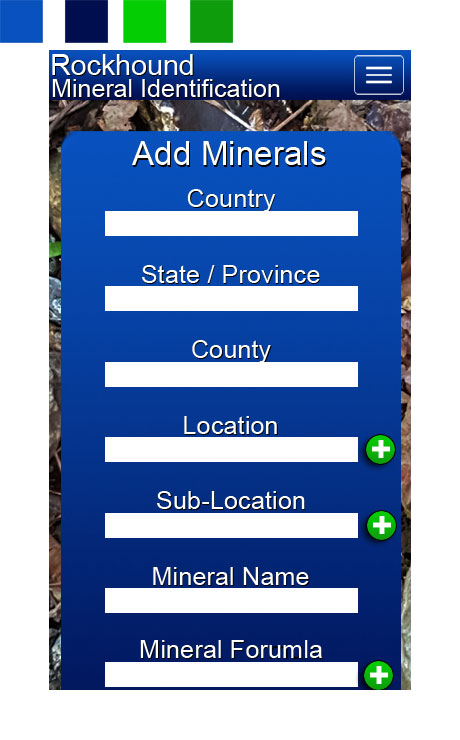 Rockhound
Mineral Identification
Add Minerals
Country
State / Province
County
Location
Sub-Location
Mineral Name
Mineral Forumla